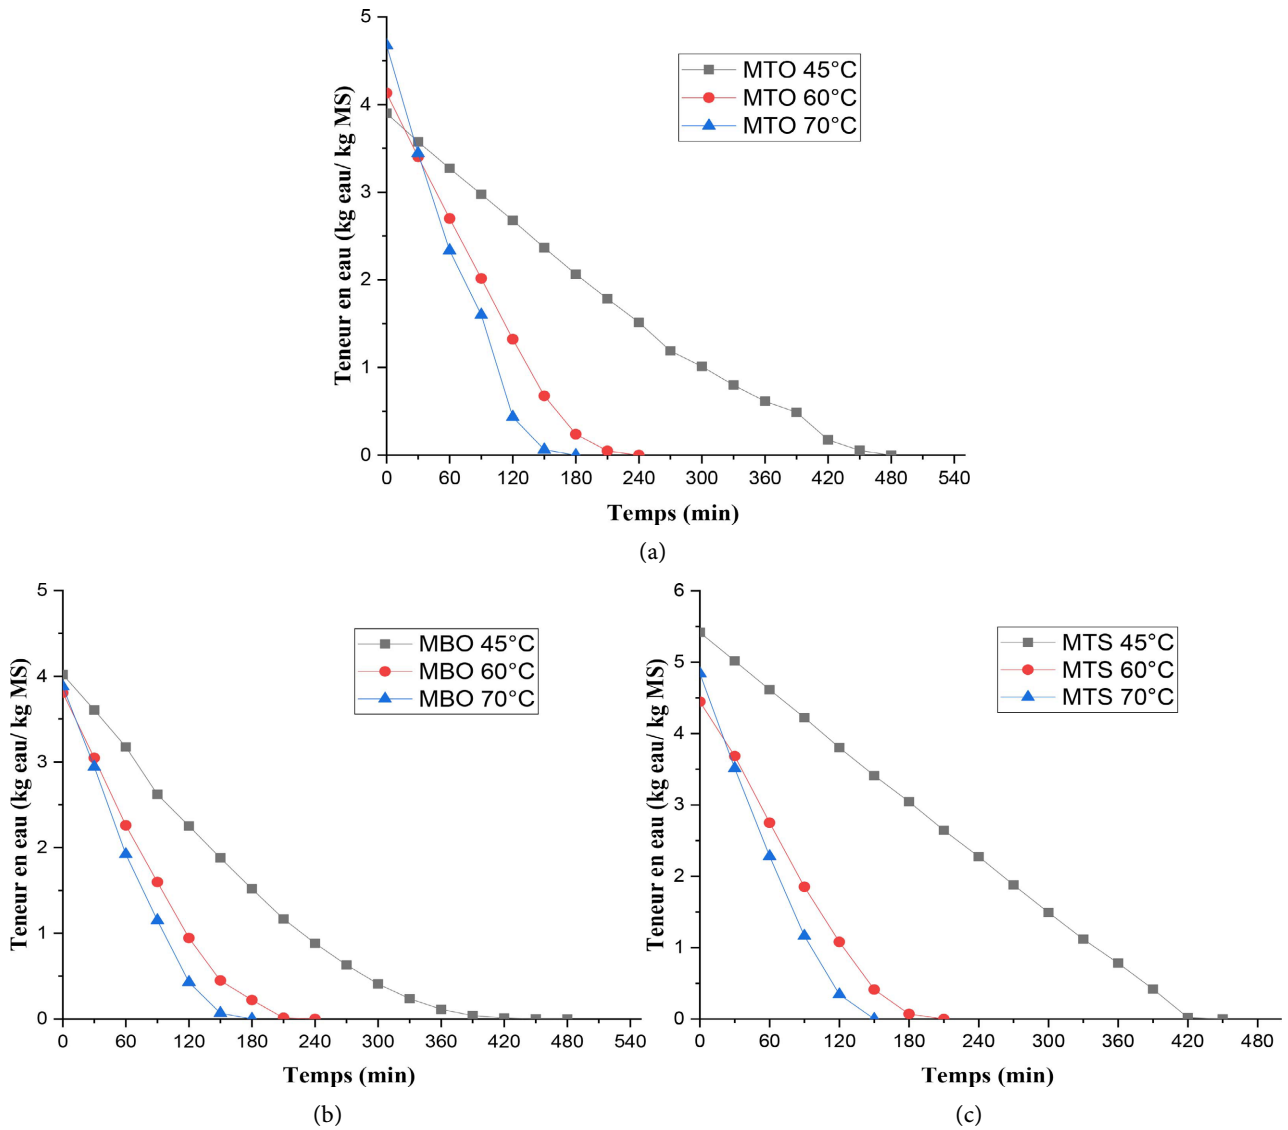 Teneur en eau (kg eau/ kg MS)
5
4
3
2
1
0
MTO 45°C
MTO 60°C
MTO 70°C
0 60 120 180 240 300 360 420 480 540
Temps (min)
(a)
Teneur en eau (kg eau/ kg MS)
5
4
3
2
1
0
MBO 45°C
MBO 60°C
MBO 70°C
0 60 120 180 240 300 360 420 480 540
Temps (min)
(b)
Teneur en eau (kg eau/ kg MS)
6
5
4
3
2
1
0
MTS 45°C
MTS 60°C
MTS 70°C
0 60 120 180 240 300 360 420 480
Temps (min)
(c)